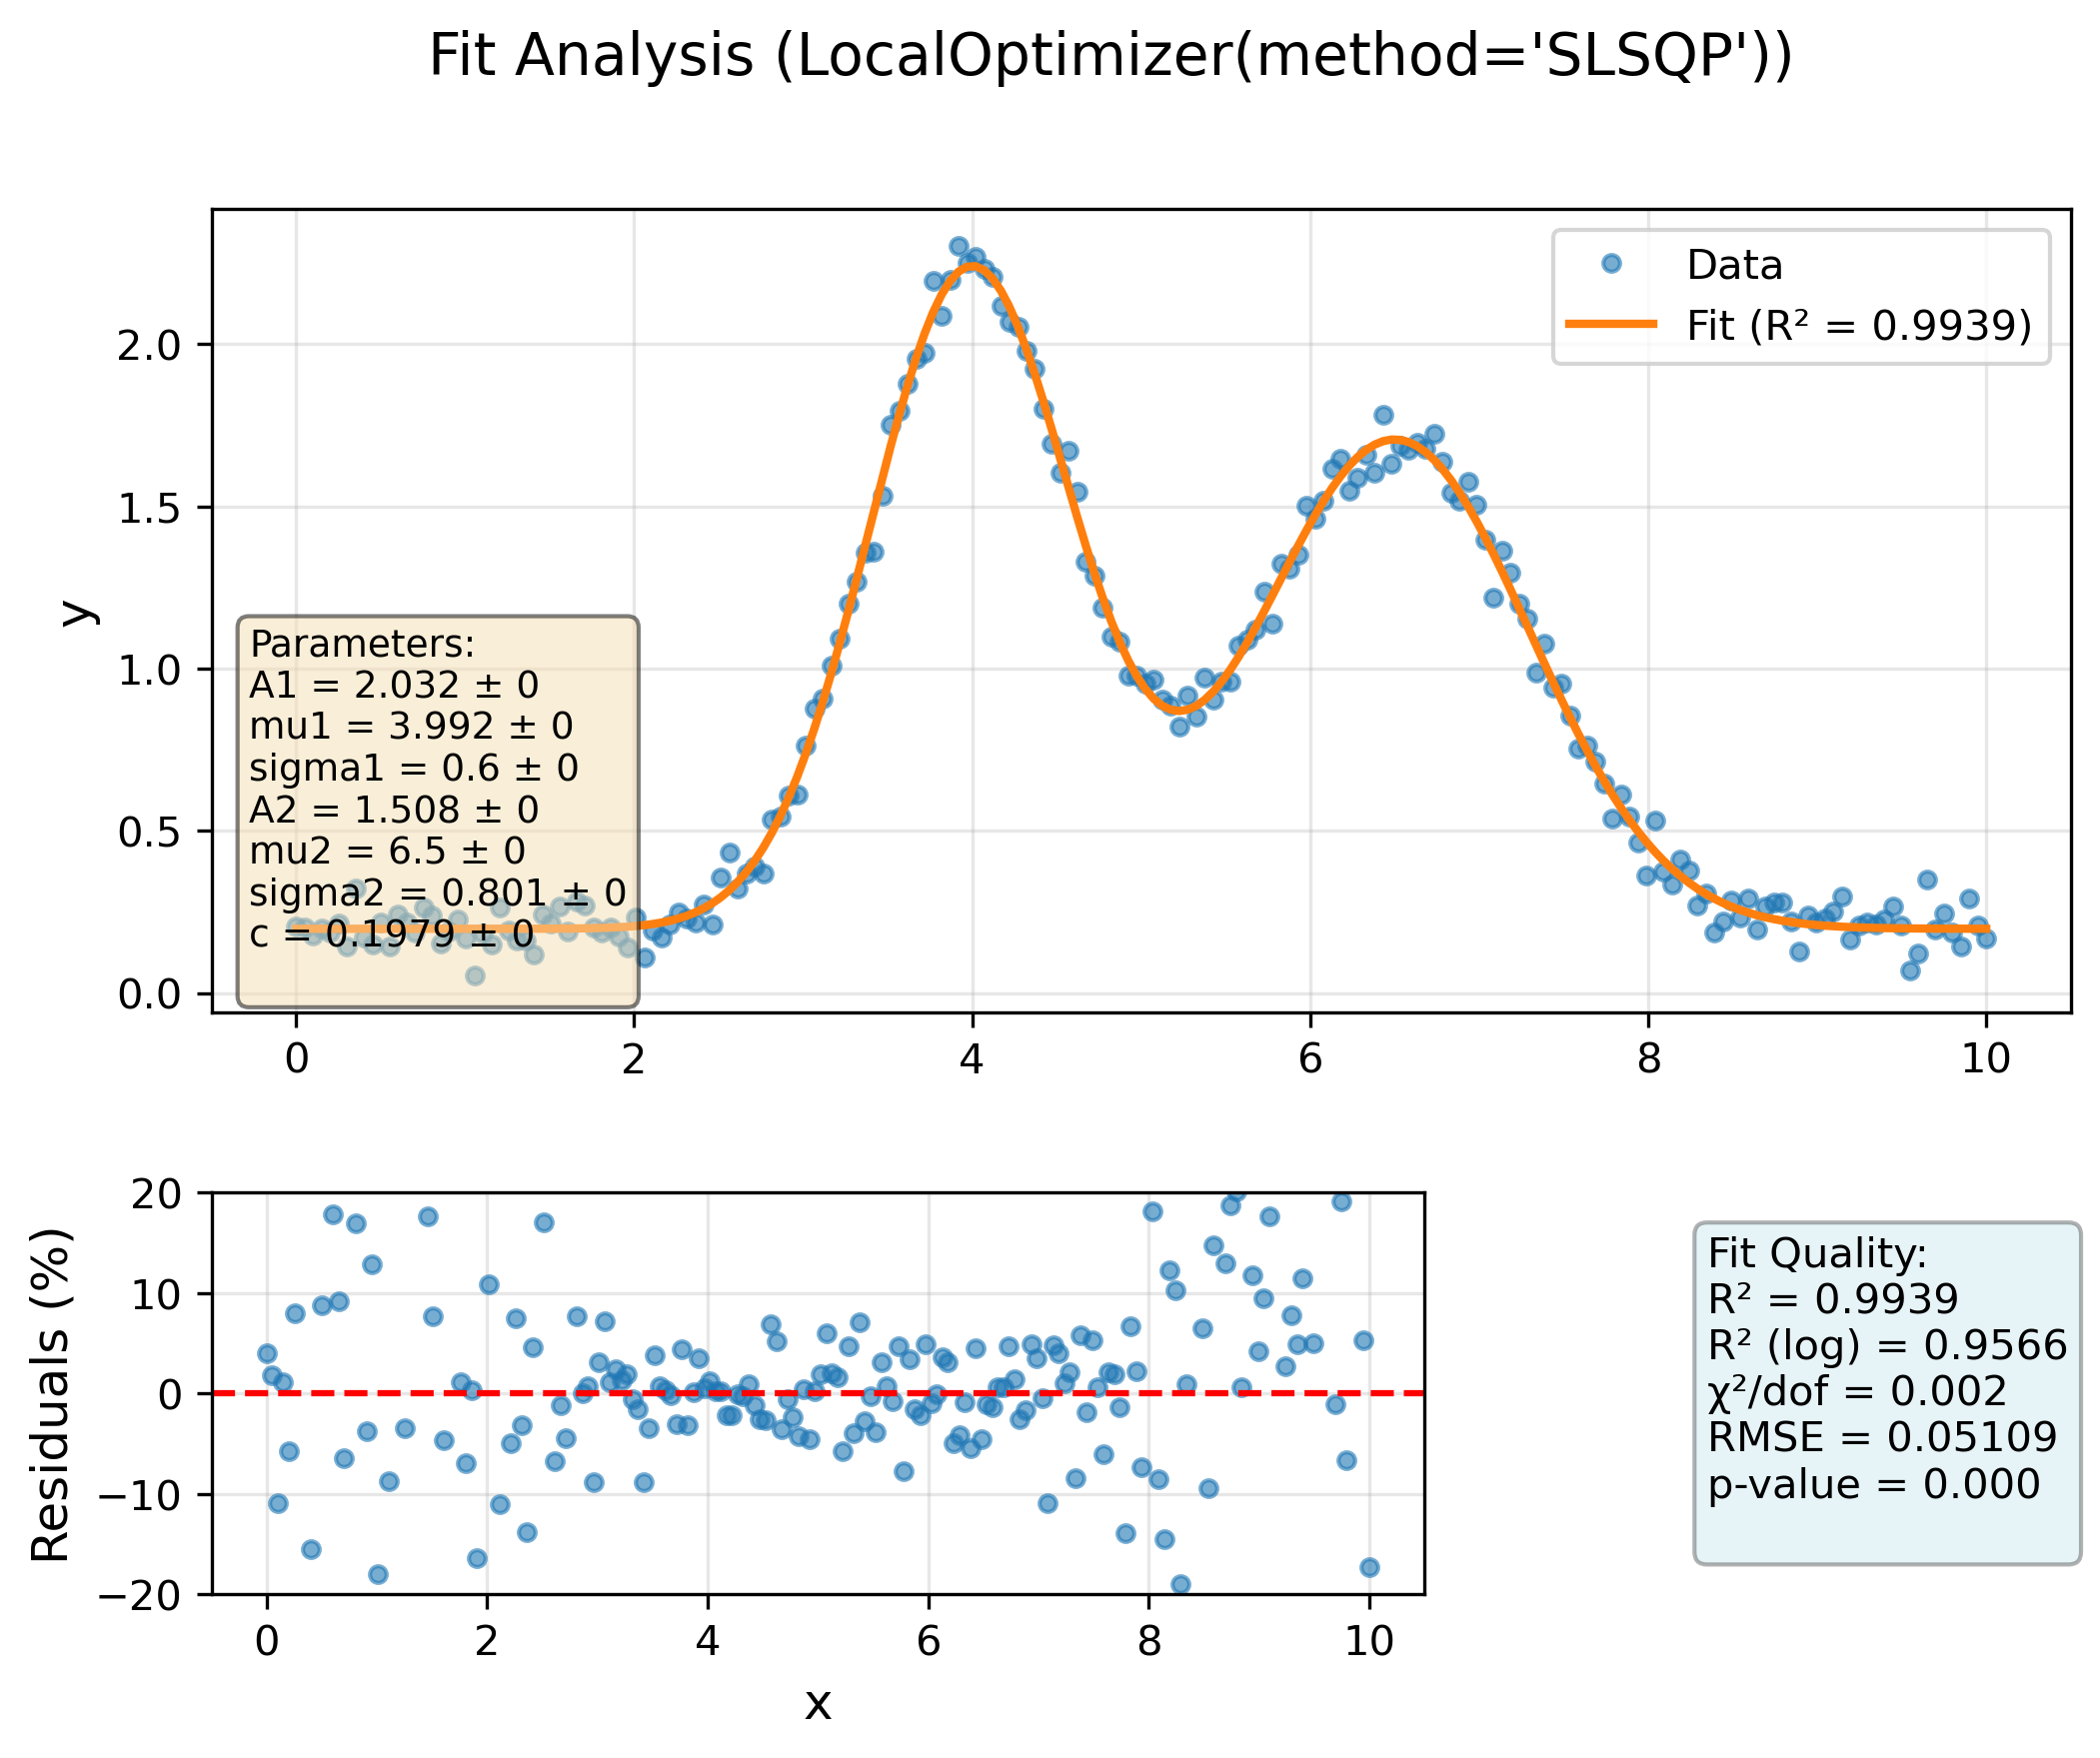 Fit Analysis (LocalOptimizer(method='SLSQP'))
Data
Fit (R² = 0.9939)
y
2.0
1.5
1.0
0.5
0.0
Parameters:
A1 = 2.032 ± 0
mu1 = 3.992 ± 0
sigma1 = 0.6 ± 0
A2 = 1.508 ± 0
mu2 = 6.5 ± 0
sigma2 = 0.801 ± 0
c = 0.1979 ± 0
0 2 4 6 8 10
Residuals (%)
20
10
0
−10
−20
0 2 4 6 8 10
x
Fit Quality:
R² = 0.9939
R² (log) = 0.9566
χ²/dof = 0.002
RMSE = 0.05109
p-value = 0.000